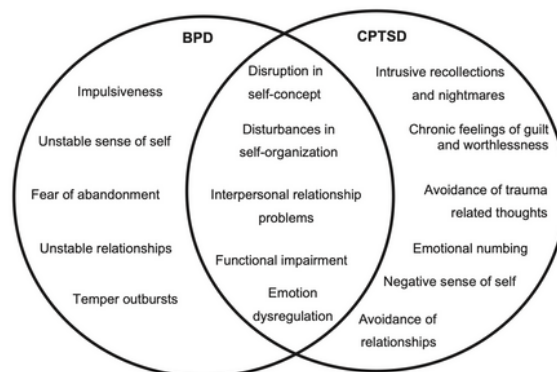 BPD
CPTSD
Impulsiveness
Unstable sense of self
Fear of abandonment
Unstable relationships
Temper outbursts
Disruption in
self-concept
Disturbances in
self-organization
Interpersonal relationship
problems
Functional impairment
Emotion
dysregulation
Intrusive recollections
and nightmares
Chronic feelings of guilt
and worthlessness
Avoidance of trauma
related thoughts
Emotional numbing
Negative sense of self
Avoidance of
relationships